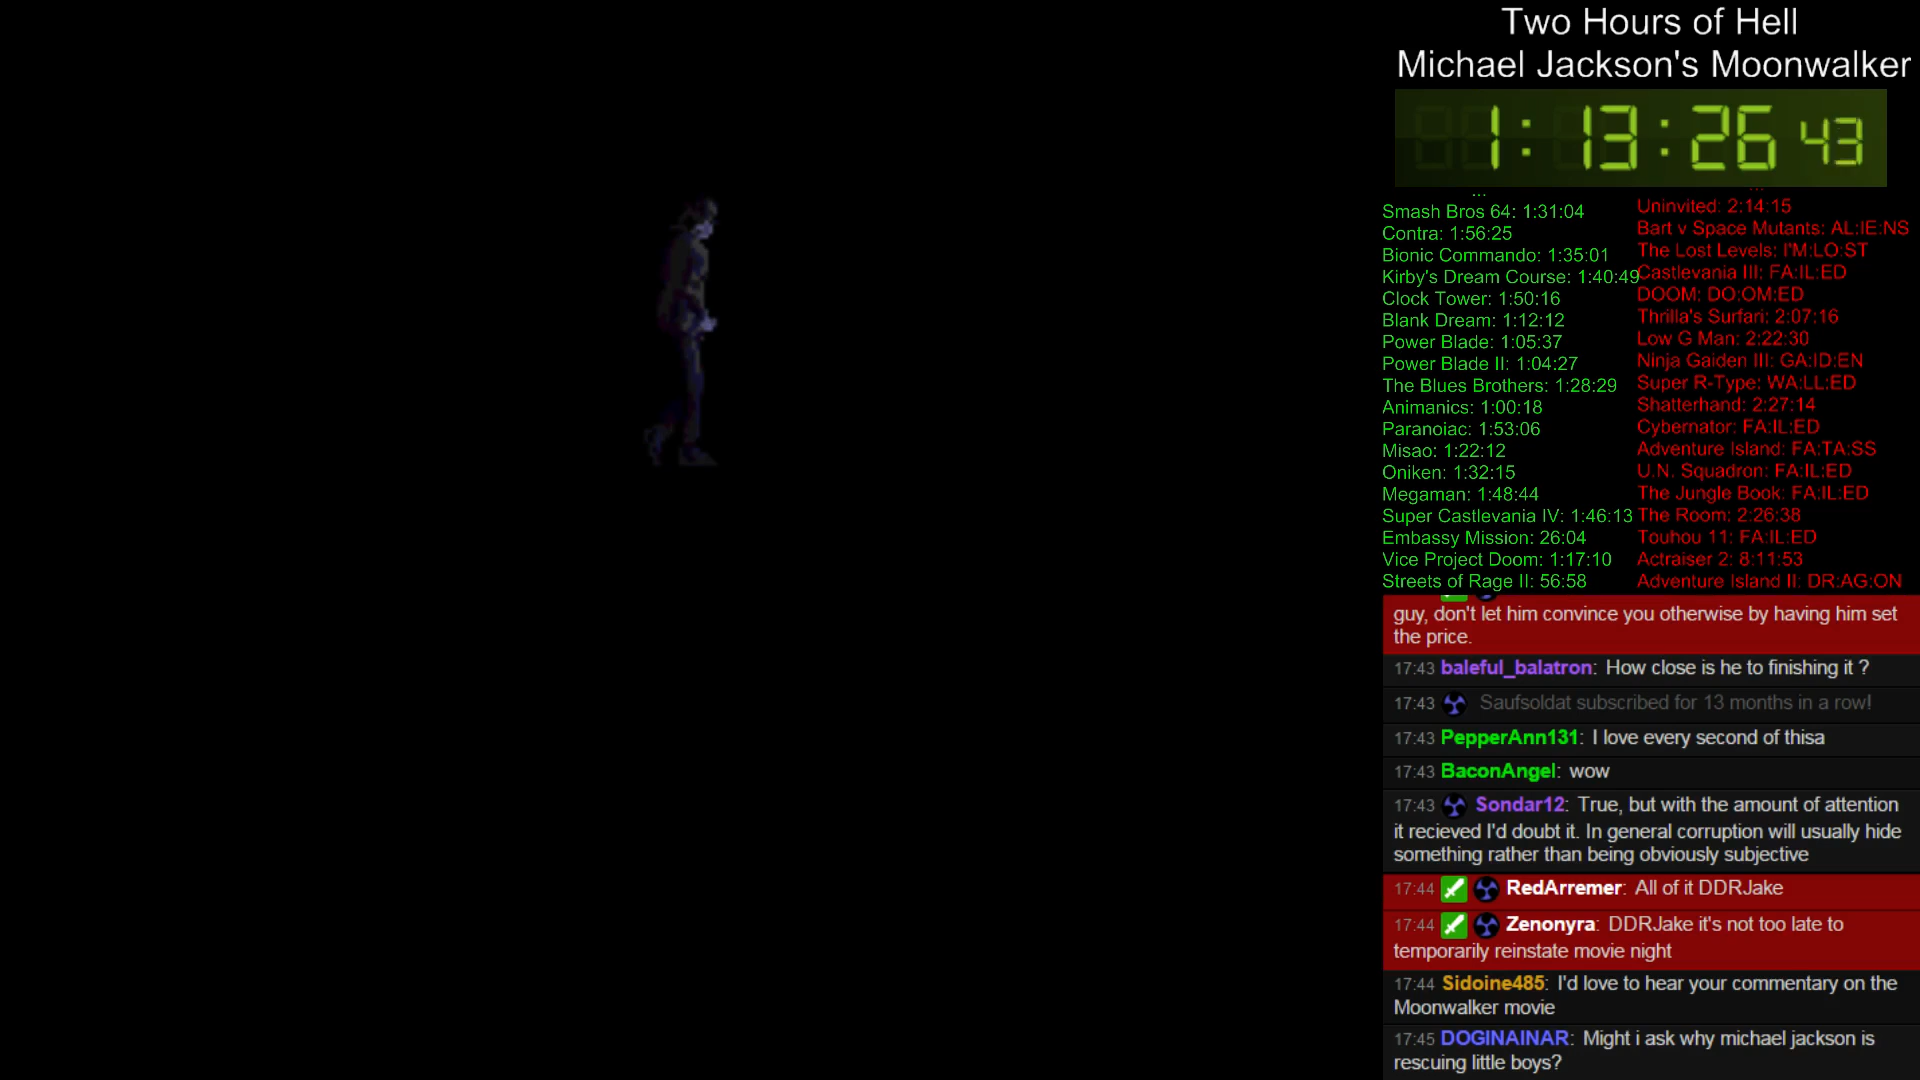 Two Hours of Hell
Michael Jackson's Moonwalker
1:13:26 43
...
Smash Bros 64: 1:31:04
Contra: 1:56:25
Bionic Commando: 1:35:01
Kirby's Dream Course: 1:40:49
Clock Tower: 1:50:16
Blank Dream: 1:12:12
Power Blade: 1:05:37
Power Blade II: 1:04:27
The Blues Brothers: 1:28:29
Animanics: 1:00:18
Paranoiac: 1:53:06
Misao: 1:22:12
Oniken: 1:32:15
Megaman: 1:48:44
Super Castlevania IV: 1:46:13
Embassy Mission: 26:04
Vice Project Doom: 1:17:10
Streets of Rage II: 56:58
...
Uninvited: 2:14:15
Bart v Space Mutants: AL:IE:NS
The Lost Levels: I'M:LO:ST
Castlevania III: FA:IL:ED
DOOM: DO:OM:ED
Thrilla's Surfari: 2:07:16
Low G Man: 2:22:30
Ninja Gaiden III: GA:ID:EN
Super R-Type: WA:LL:ED
Shatterhand: 2:27:14
Cybernator: FA:IL:ED
Adventure Island: FA:TA:SS
U.N. Squadron: FA:IL:ED
The Jungle Book: FA:IL:ED
The Room: 2:26:38
Touhou 11: FA:IL:ED
Actraiser 2: 8:11:53
Adventure Island II: DR:AG:ON
guy, don't let him convince you otherwise by having him set
the price.
17:43 baleful_balatron: How close is he to finishing it ?
17:43 Saufsoldat subscribed for 13 months in a row!
17:43 PepperAnn131: I love every second of thisa
17:43 BaconAngel: wow
17:43 Sondar12: True, but with the amount of attention
it recieved I'd doubt it. In general corruption will usually hide
something rather than being obviously subjective
17:44 RedArremer: All of it DDRJake
17:44 Zenonyra: DDRJake it's not too late to
temporarily reinstate movie night
17:44 Sidoine485: I'd love to hear your commentary on the
Moonwalker movie
17:45 DOGINAINAR: Might i ask why michael jackson is
rescuing little boys?